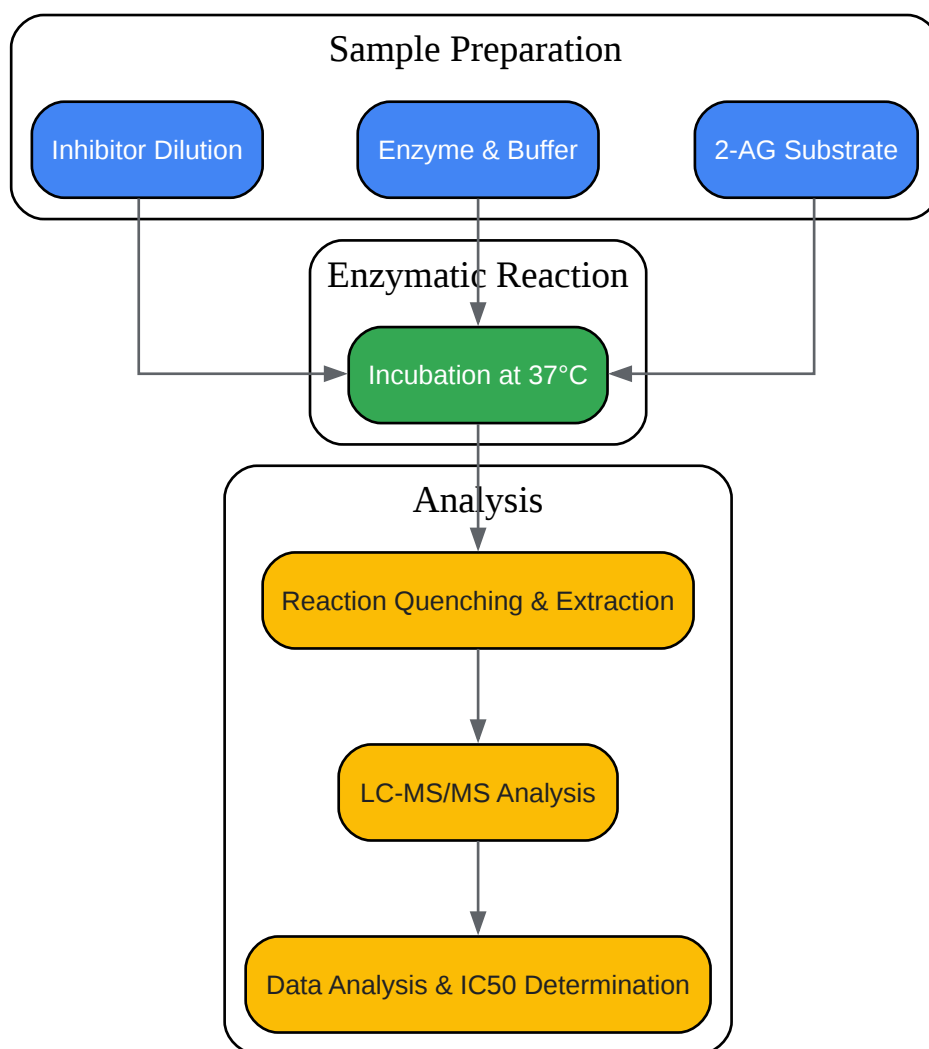 Sample Preparation
Inhibitor Dilution
Enzyme & Buffer
2-AG Substrate
Enzymatic Reaction
Incubation at 37°C
Analysis
Reaction Quenching & Extraction
LC-MS/MS Analysis
Data Analysis & IC50 Determination